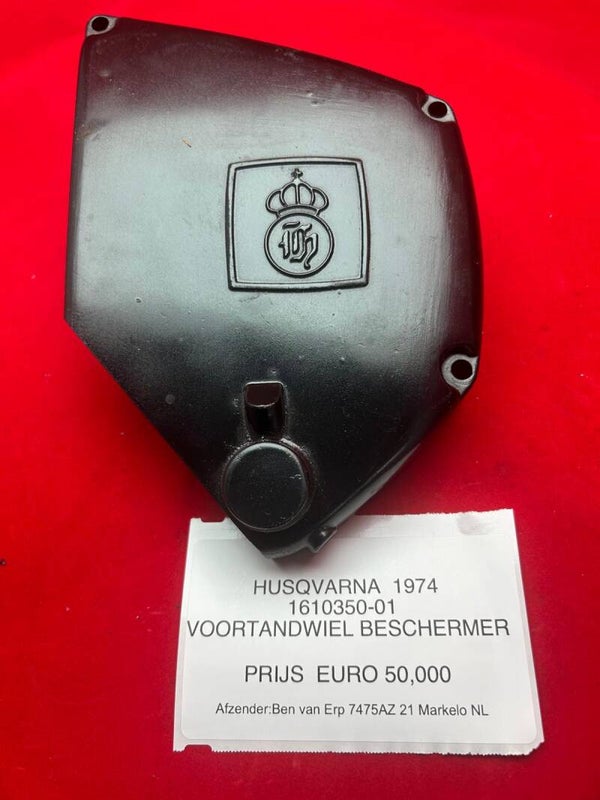 HUSQVARNA 1974
1610350-01
VOORTANDWIEL BESCHERMER
PRIJS EURO 50,000
Afzender:Ben van Erp 7475AZ 21 Markelo NL